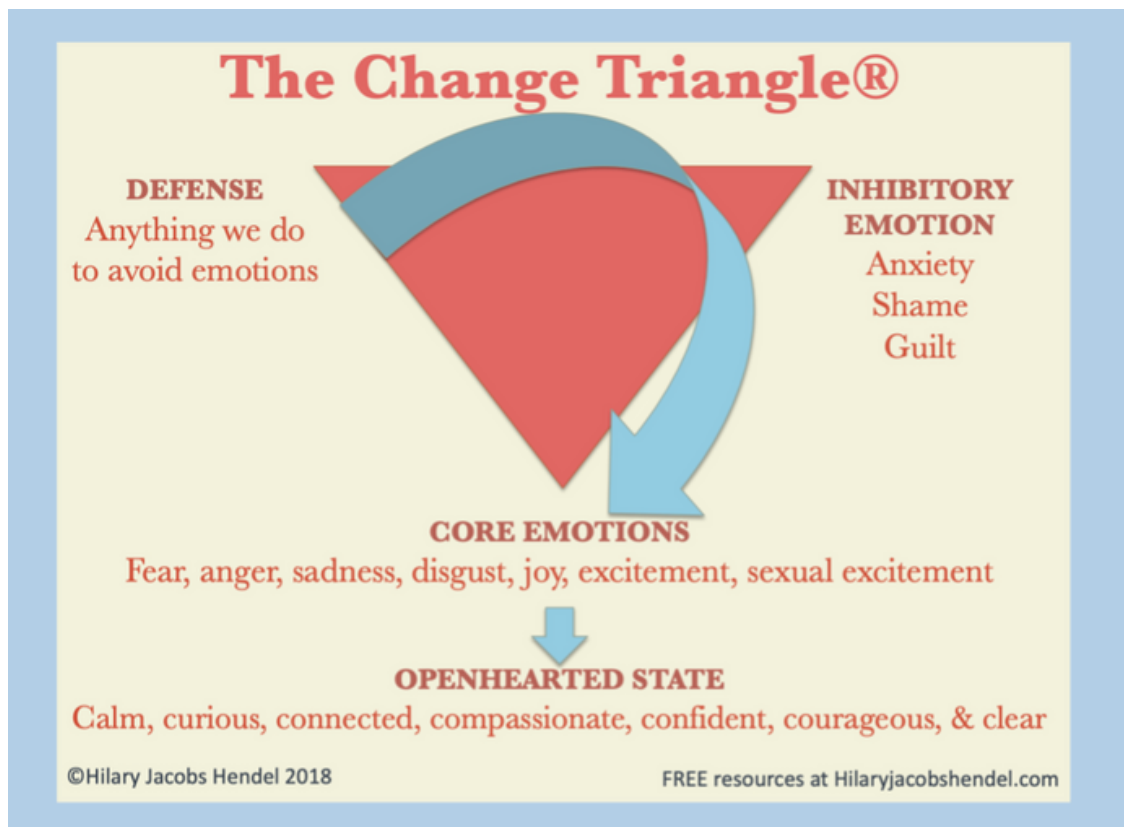 The Change Triangle®
DEFENSE
Anything we do
to avoid emotions
INHIBITORY
EMOTION
Anxiety
Shame
Guilt
CORE EMOTIONS
Fear, anger, sadness, disgust, joy, excitement, sexual excitement
OPENHEARTED STATE
Calm, curious, connected, compassionate, confident, courageous, & clear
©Hilary Jacobs Hendel 2018
FREE resources at Hilaryjacobshendel.com